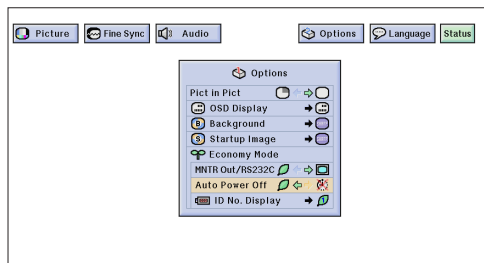 Picture
Fine Sync
Audio
Options
Language
Status
Options
Pict in Pict
OSD Display
B Background
S Startup Image
Economy Mode
MNTR Out/RS232C
Auto Power Off
ID No. Display